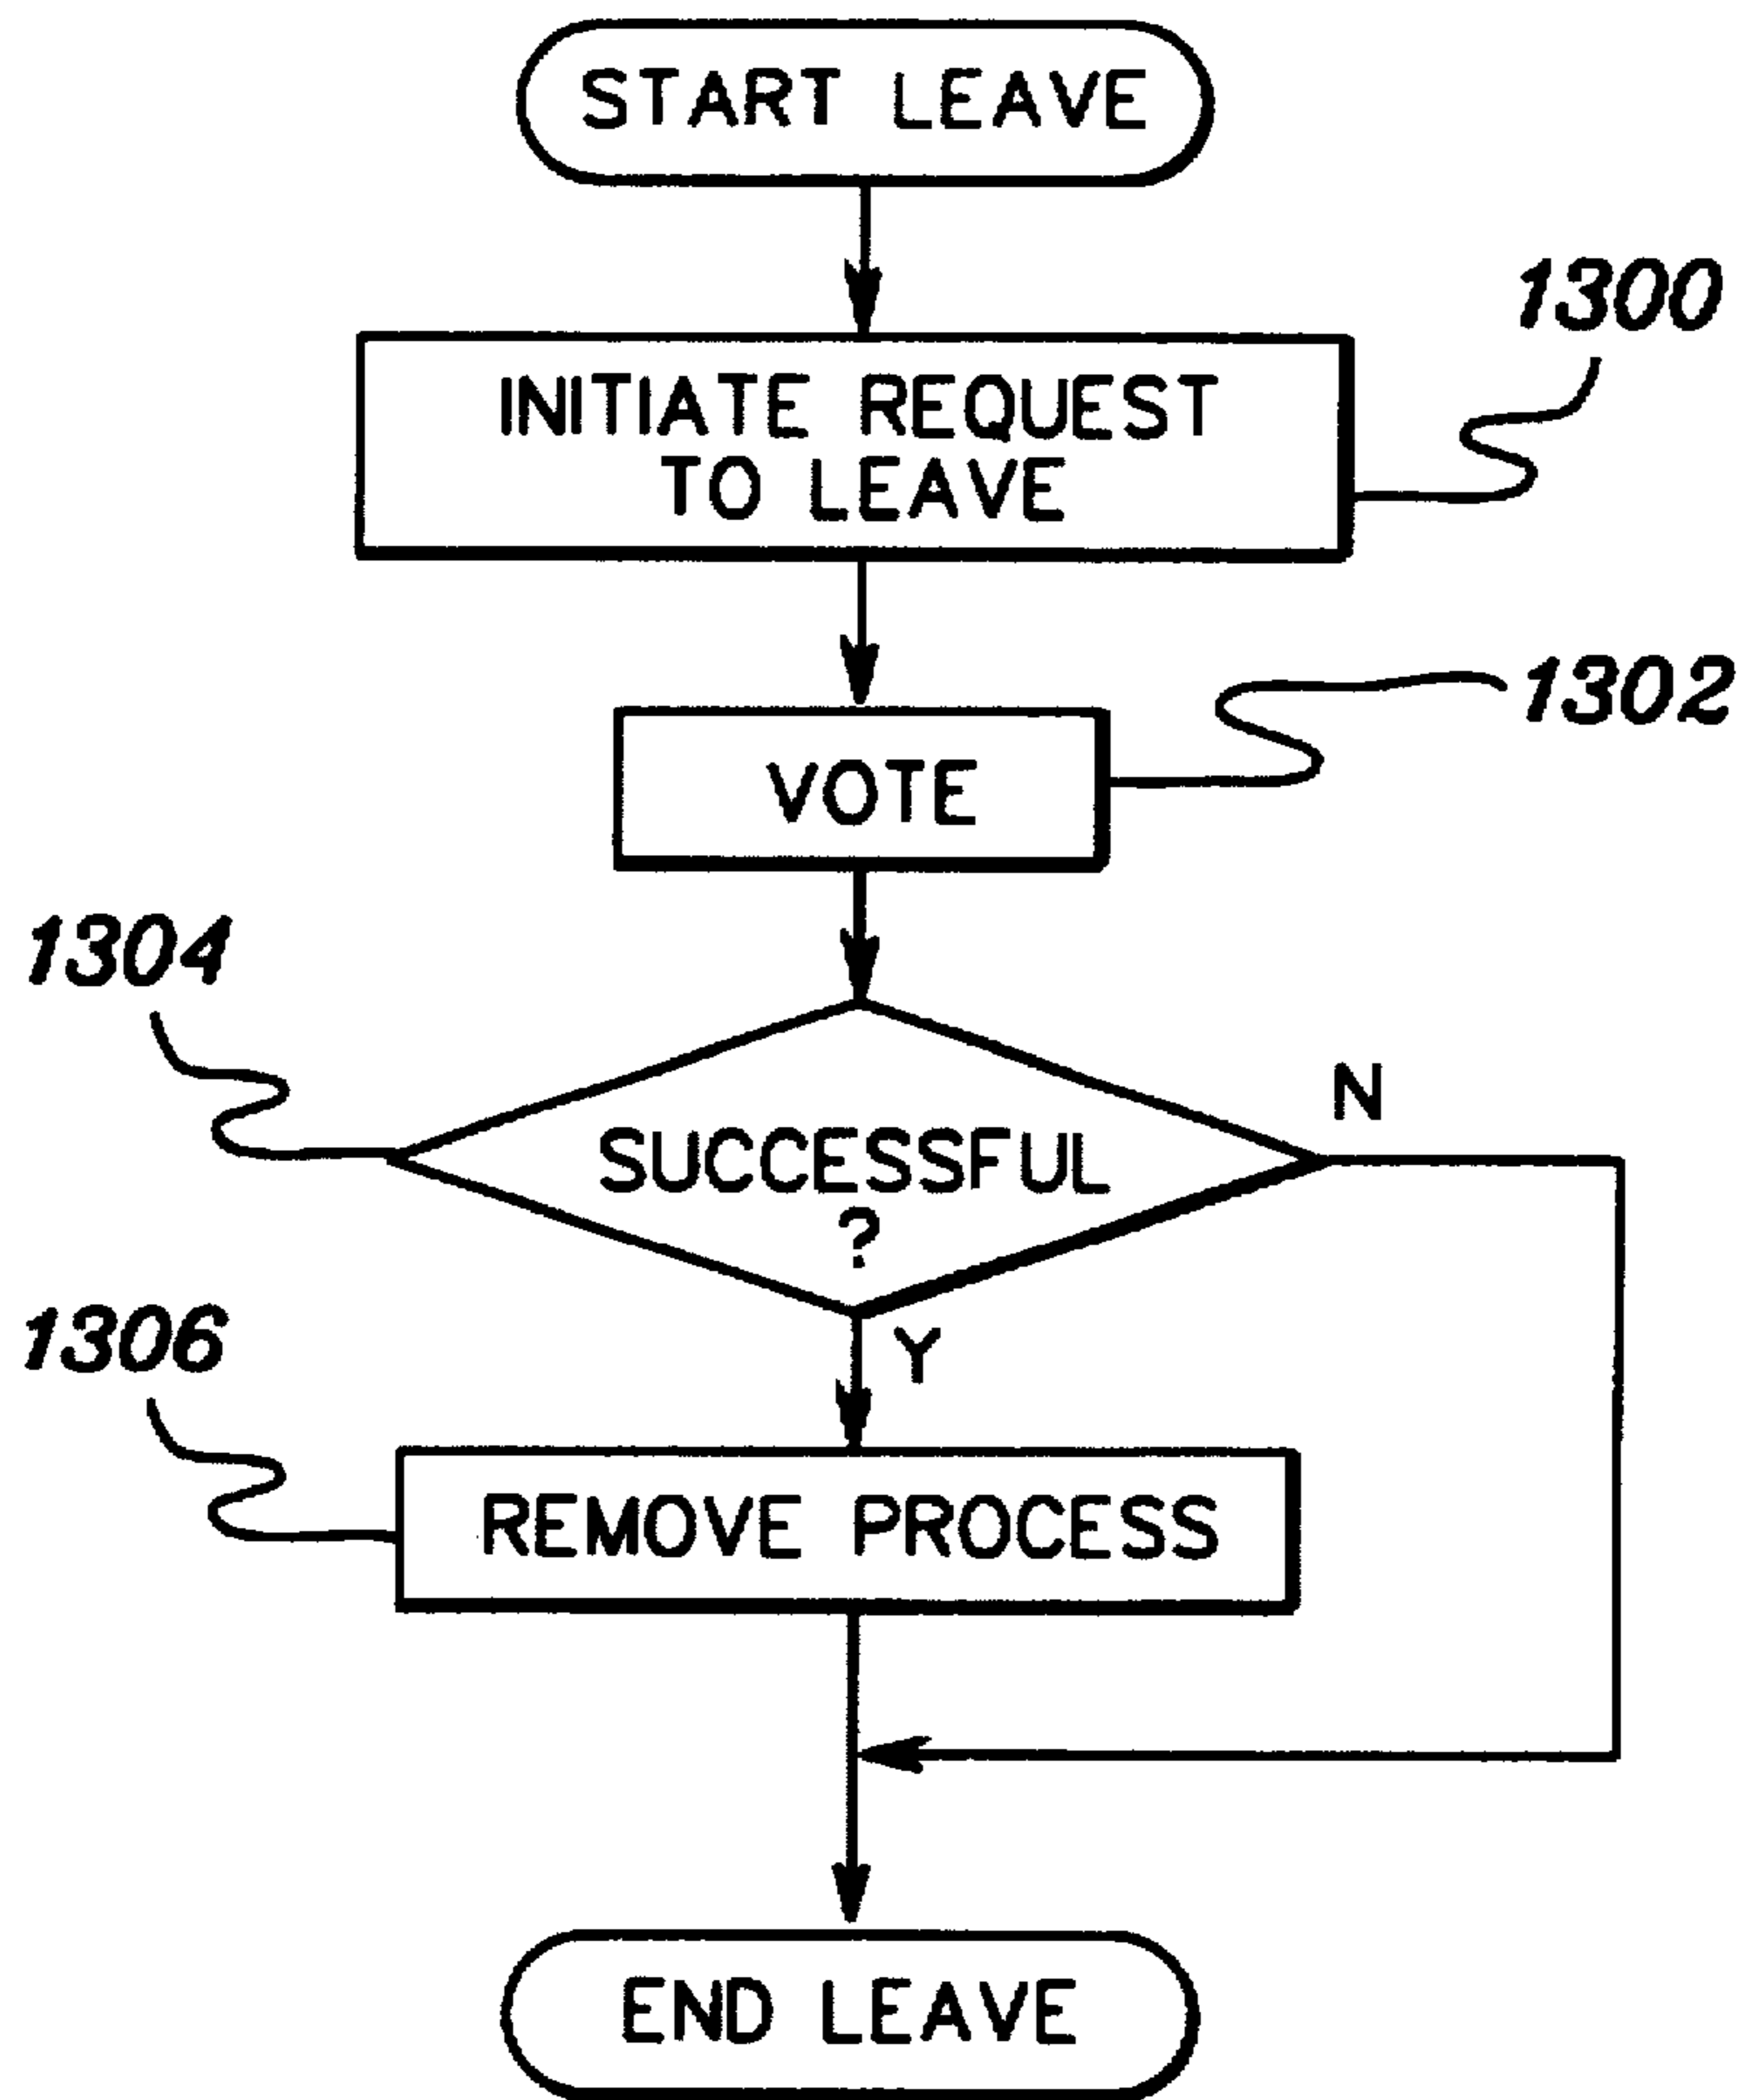 START LEAVE
1300
INITIATE REQUEST
TO LEAVE
1302
VOTE
1304
N
SUCCESSFUL
?
1306
Y
REMOVE PROCESS
END LEAVE